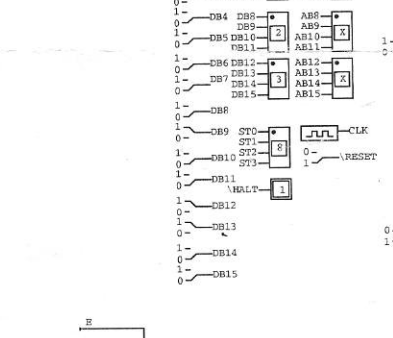 0-
1-
0-
DB4 DB8 AB8
DB9 AB9
1-
0-
DB5 DB10 2 AB10 X
DB11 AB11
1-
0-
1-
0-
DB6 DB12 AB12
DB7 DB13 3 AB13 X
DB14 AB14
DB15 AB15
1-
0-
1-
0-
DB8
1-
0-
DB9 ST0 CLK
ST1 8
1-
0-
DB10 ST2 0-
ST3 1- \RESET
1-
0-
DB11
\HALT 1
1-
0-
DB12
1-
0-
DB13
0
1
1-
0-
DB14
1-
0-
DB15
E